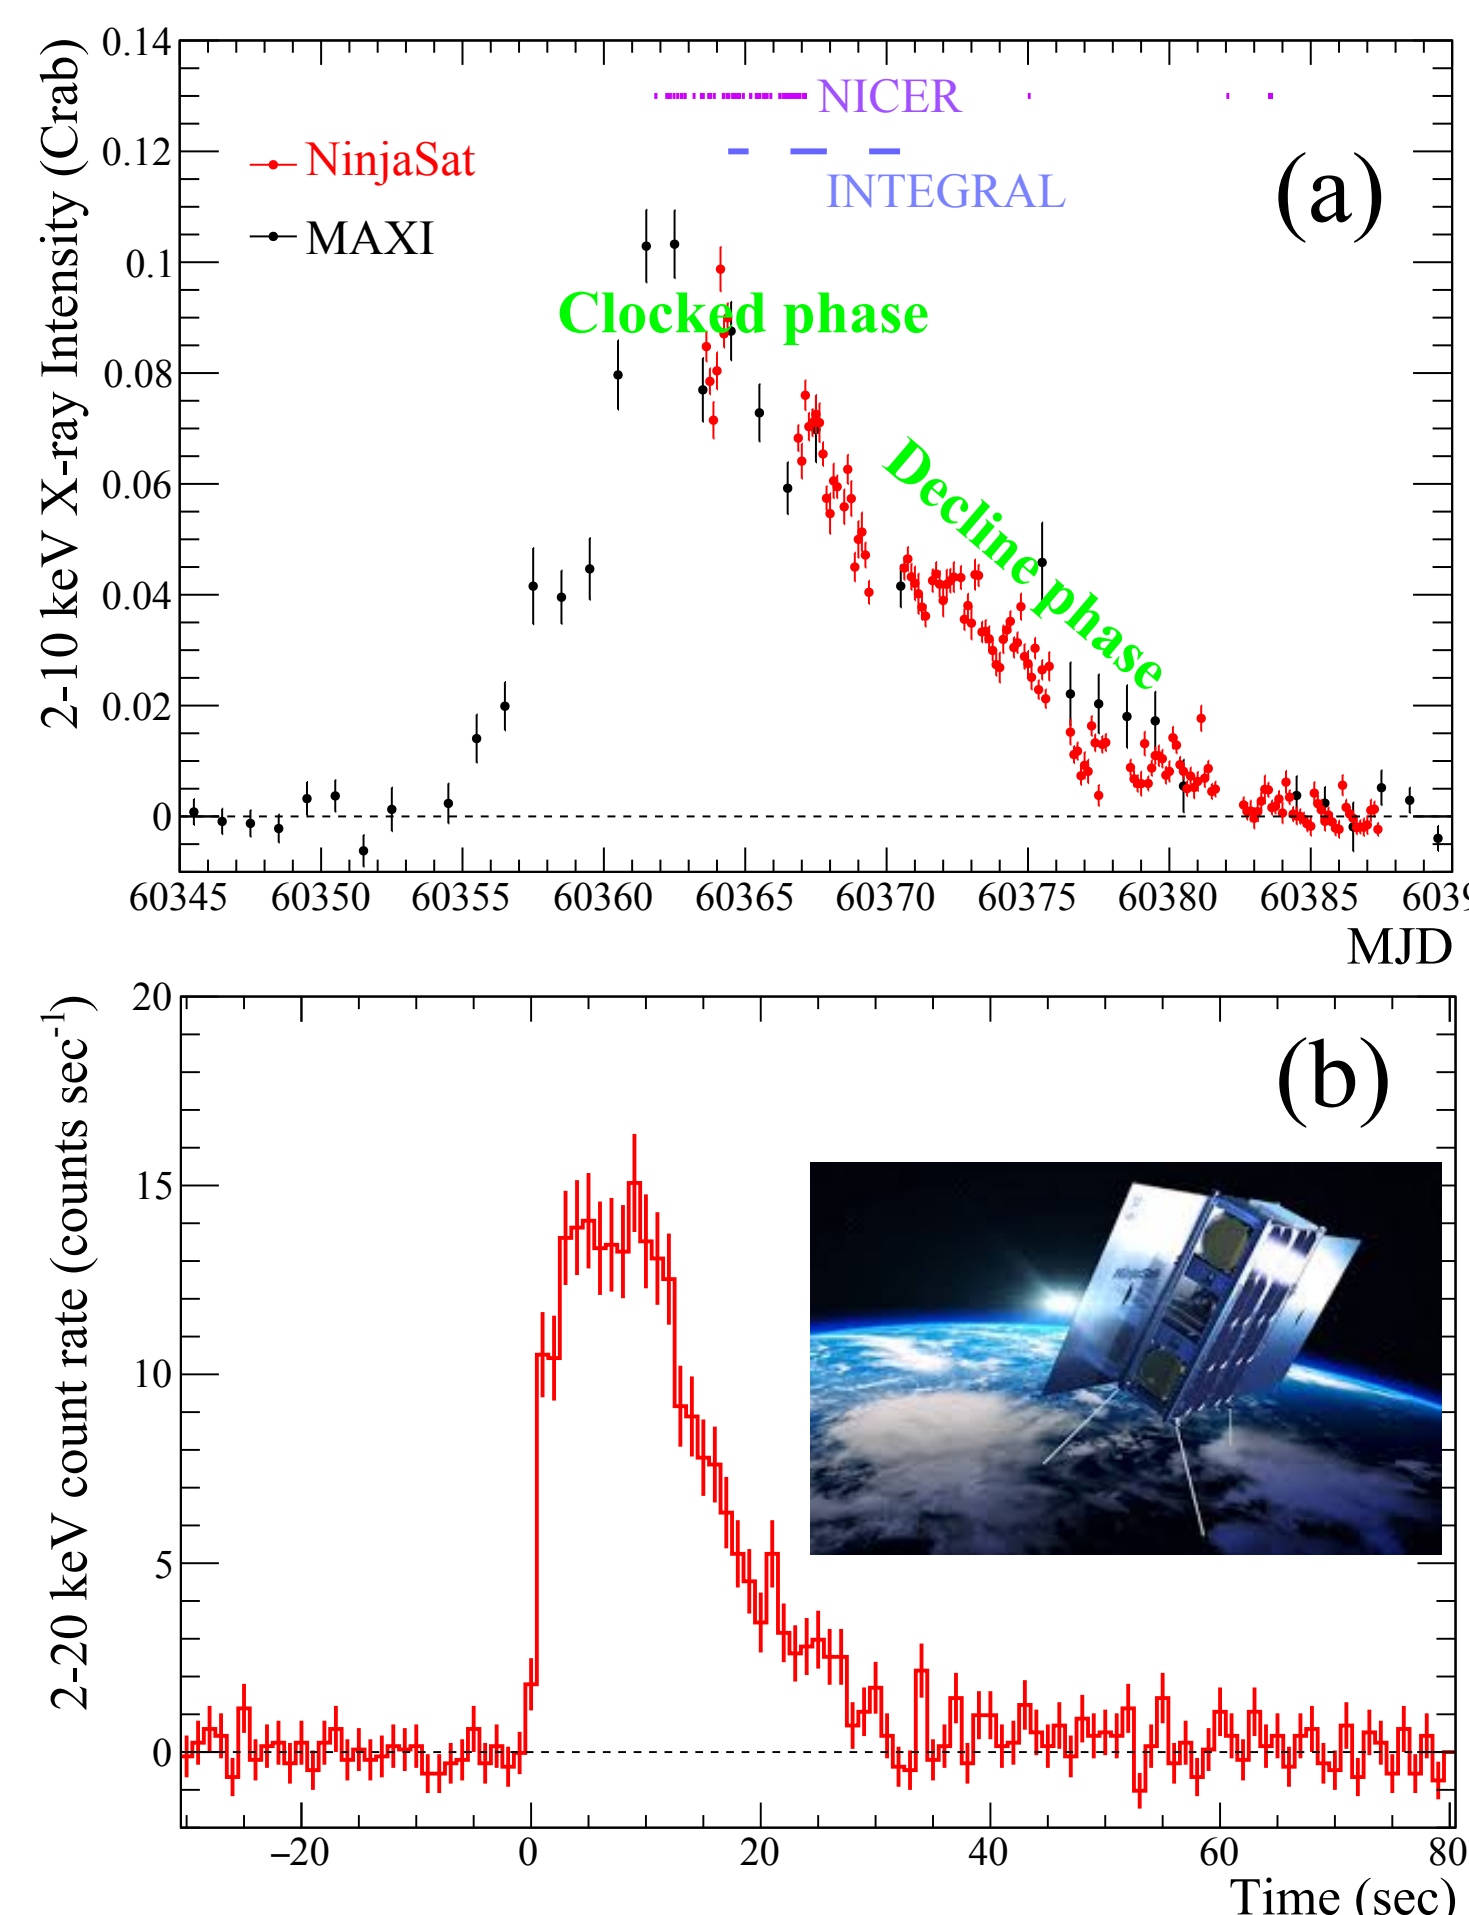 2-10 keV X-ray Intensity (Crab)
0.14
0.12
0.1
0.08
0.06
0.04
0.02
0
NICER
INTEGRAL
(a)
NinjaSat
MAXI
Clocked phase
Decline phase
60345 60350 60355 60360 60365 60370 60375 60380 60385 6039
MJD
2-20 keV count rate (counts sec⁻¹)
20
15
10
5
0
(b)
−20 0 20 40 60 80
Time (sec)